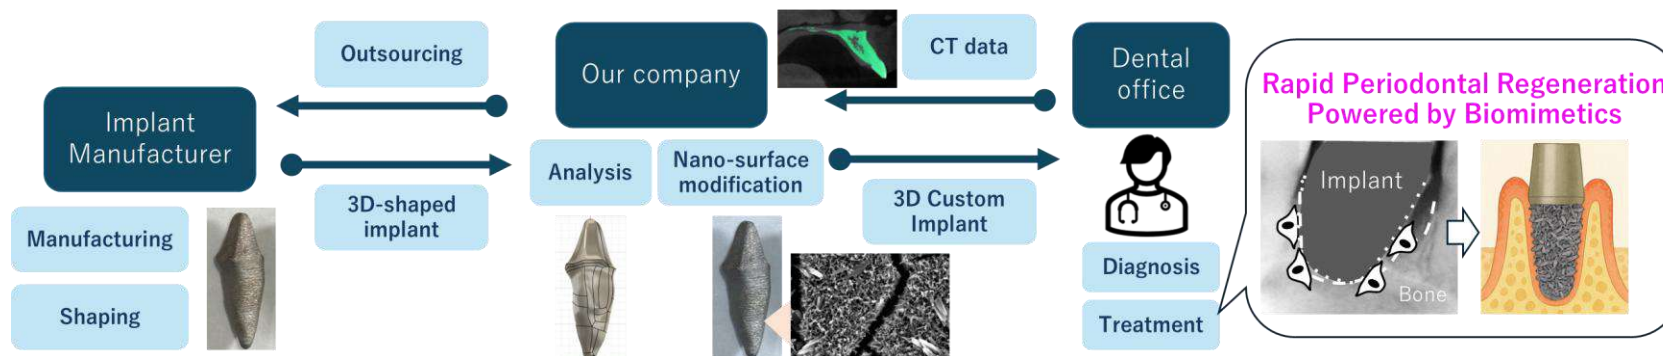 Outsourcing
Our company
CT data
Dental
office
Implant
Manufacturer
Analysis
Nano-surface
modification
3D-shaped
implant
3D Custom
Implant
Manufacturing
Shaping
Diagnosis
Treatment
Rapid Periodontal Regeneration
Powered by Biomimetics
Implant
Bone